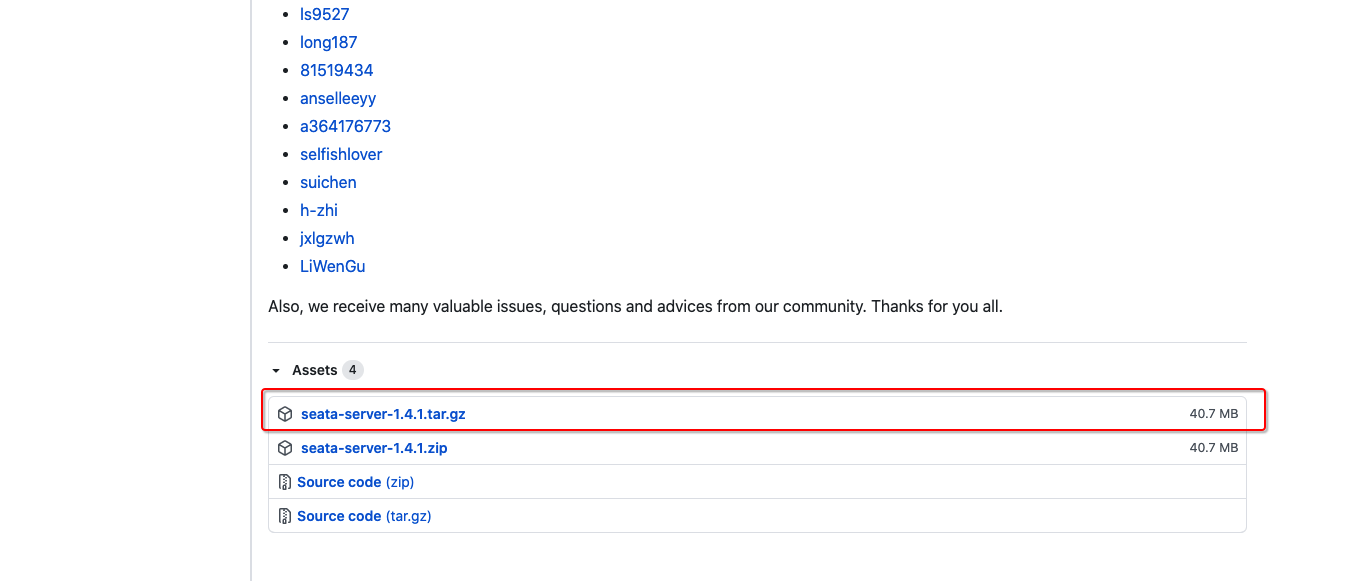 ls9527
long187
81519434
anselleeyy
a364176773
selfishlover
suichen
h-zhi
jxlgzwh
LiWenGu
Also, we receive many valuable issues, questions and advices from our community. Thanks for you all.
Assets 4
seata-server-1.4.1.tar.gz 40.7 MB
seata-server-1.4.1.zip 40.7 MB
Source code (zip)
Source code (tar.gz)